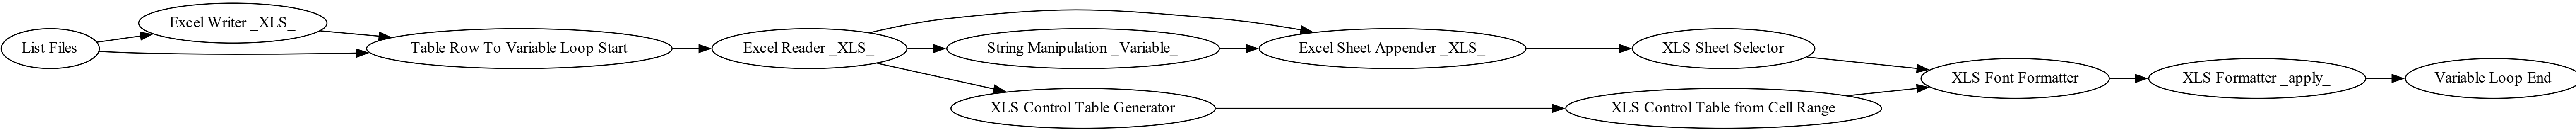 List Files
Excel Writer _XLS_
Table Row To Variable Loop Start
Excel Reader _XLS_
String Manipulation _Variable_
XLS Control Table Generator
Excel Sheet Appender _XLS_
XLS Sheet Selector
XLS Control Table from Cell Range
XLS Font Formatter
XLS Formatter _apply_
Variable Loop End